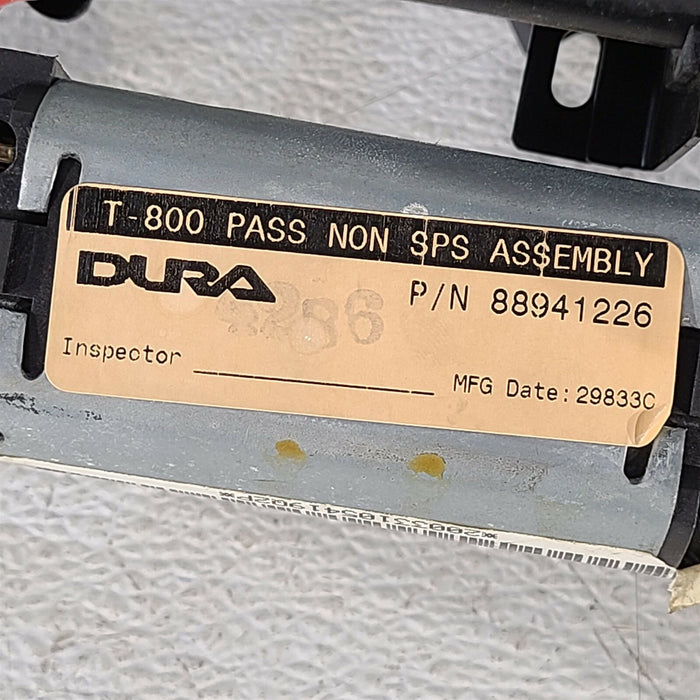 T-800 PASS NON SPS ASSEMBLY
DURA
P/N 88941226
Inspector
MFG Date: 29833C